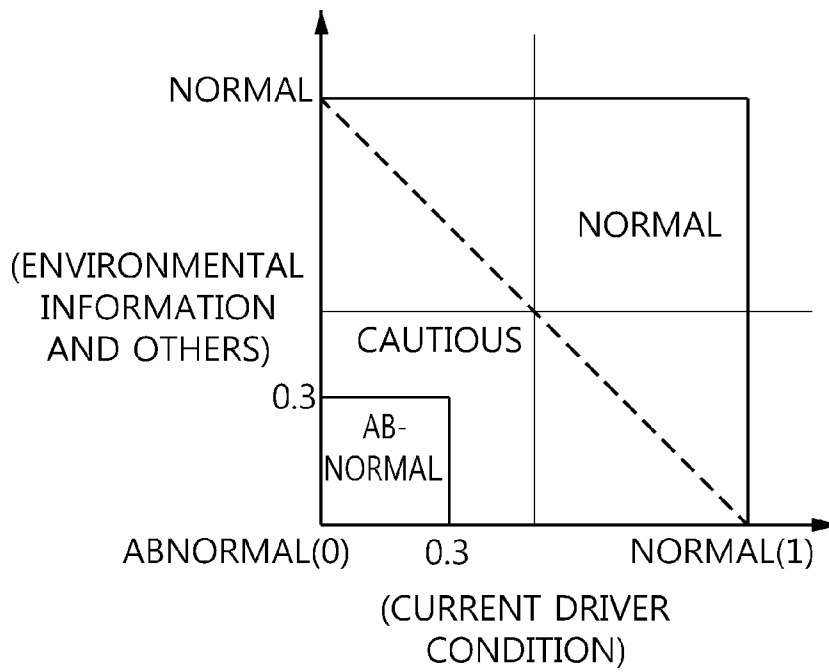 NORMAL
NORMAL
(ENVIRONMENTAL
INFORMATION
AND OTHERS)
CAUTIOUS
0.3
AB-
NORMAL
ABNORMAL(0)
0.3
NORMAL(1)
(CURRENT DRIVER
CONDITION)